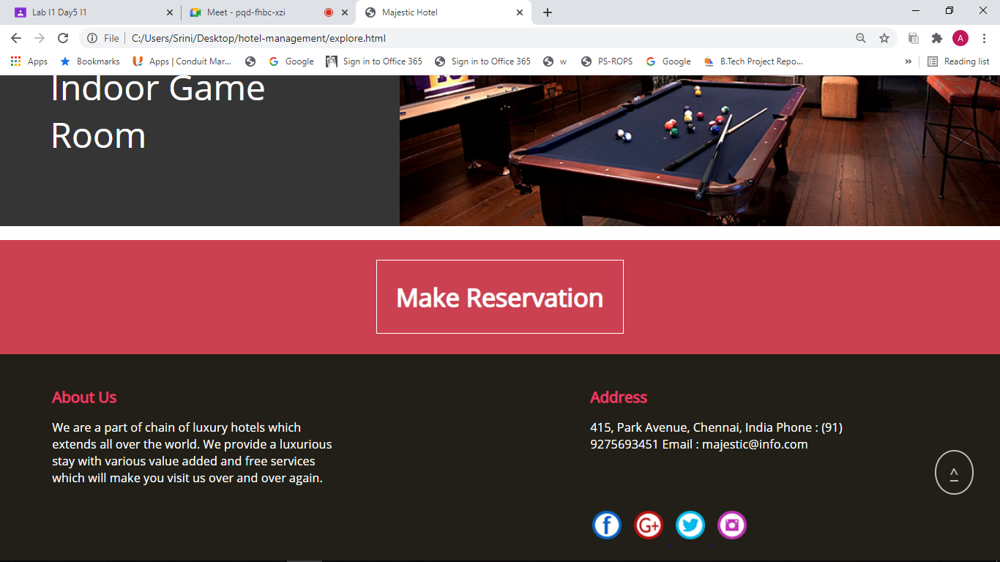 Lab I1 Day5 I1
Meet - pqd-fhbc-xzi
Majestic Hotel
File
C:/Users/Srini/Desktop/hotel-management/explore.html
A
Apps
Bookmarks
Apps | Conduit Mar...
Google
Sign in to Office 365
Sign in to Office 365
w
PS-ROPS
Google
B.Tech Project Repo...
»
Reading list
Indoor Game
Room
Make Reservation
About Us
We are a part of chain of luxury hotels which
extends all over the world. We provide a luxurious
stay with various value added and free services
which will make you visit us over and over again.
Address
415, Park Avenue, Chennai, India Phone : (91)
9275693451 Email : majestic@info.com
^
f
G+